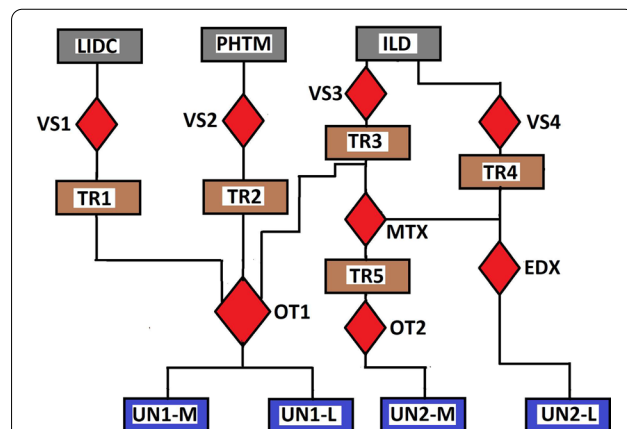 LIDC PHTM ILD
VS1 VS2 VS3 VS4
TR1 TR2 TR3 TR4
MTX
TR5 EDX
OT1 OT2
UN1-M UN1-L UN2-M UN2-L